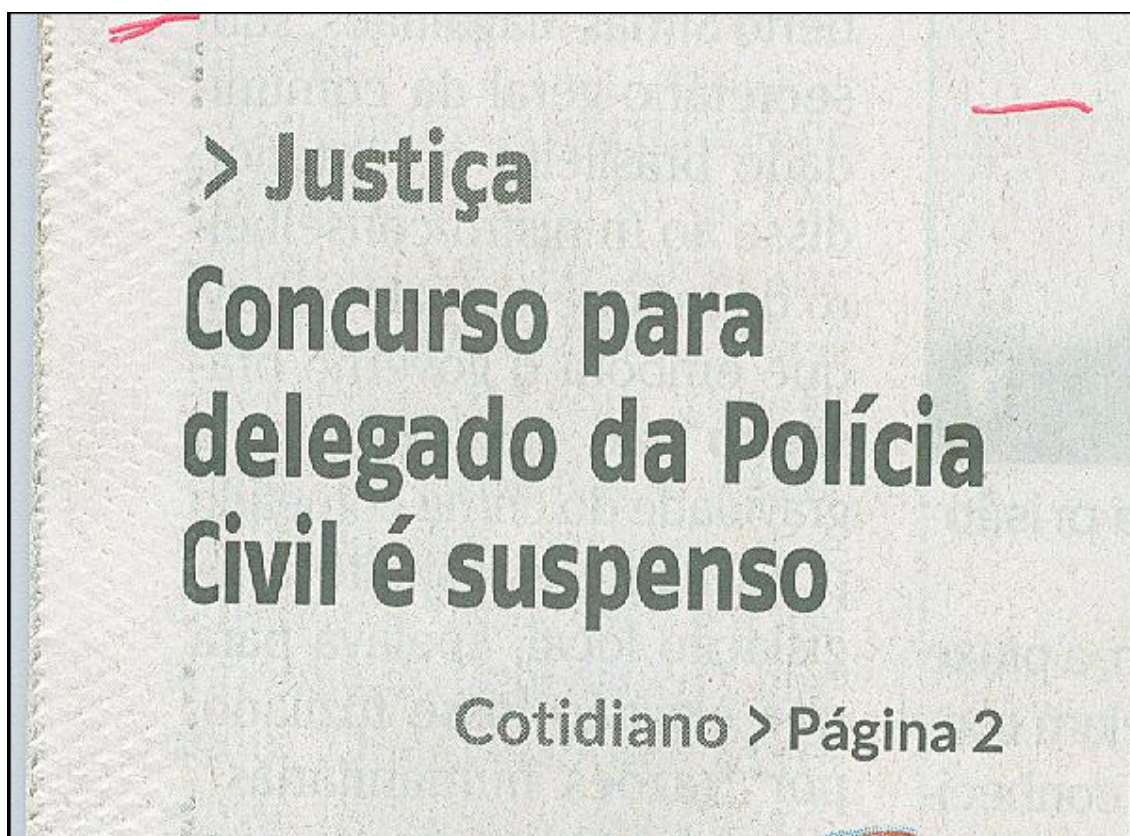 > Justiça
Concurso para
delegado da Polícia
Civil é suspenso
Cotidiano > Página 2